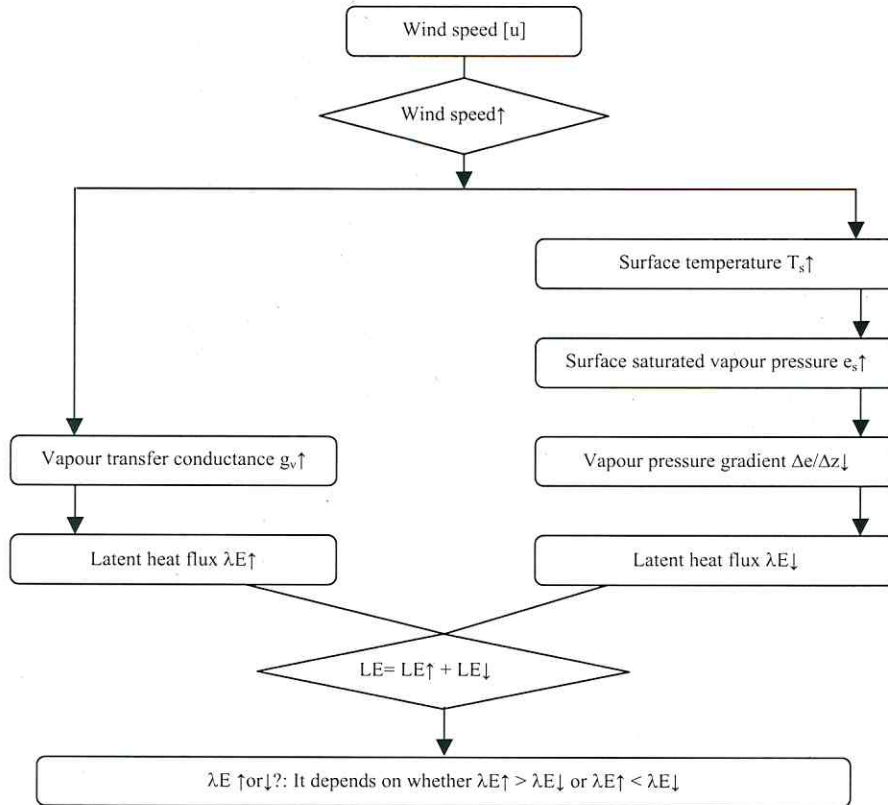 Wind speed [u]
Wind speed↑
Surface temperature Tₛ↑
Surface saturated vapour pressure eₛ↑
Vapour transfer conductance gᵥ↑
Vapour pressure gradient Δe/Δz↓
Latent heat flux λE↑
Latent heat flux λE↓
LE= LE↑ + LE↓
λE ↑or↓?: It depends on whether λE↑ > λE↓ or λE↑ < λE↓